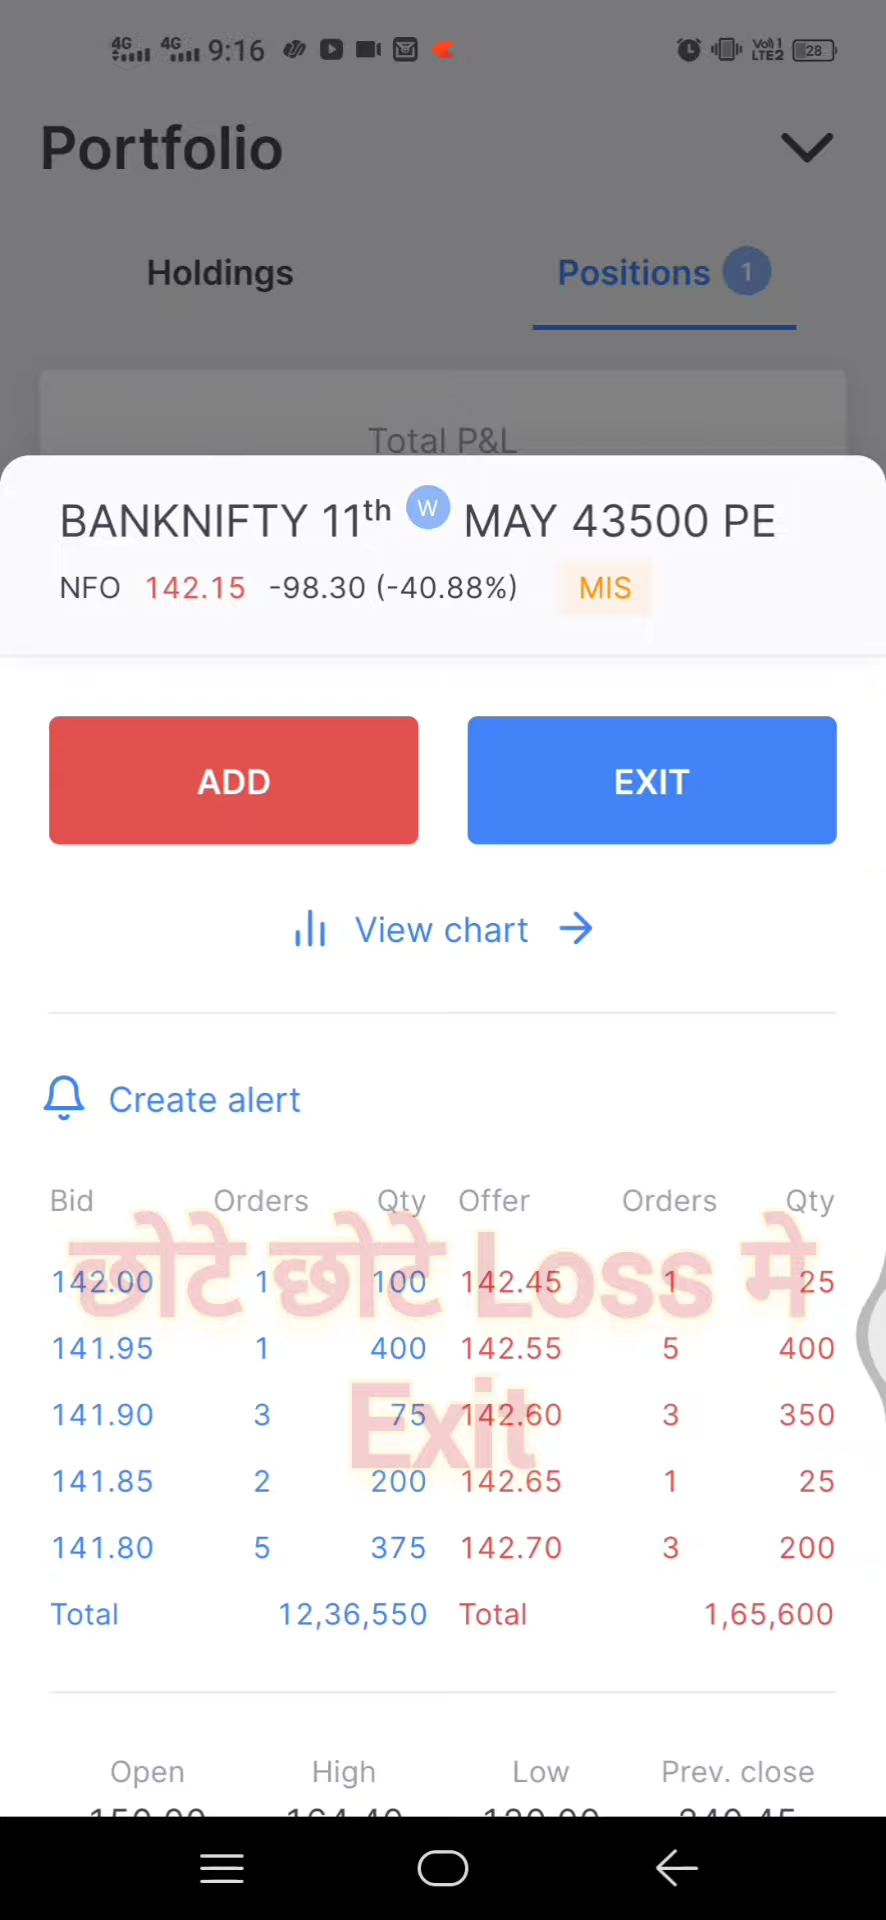 4G 4G 9:16 Vo) 1 LTE2 28
Portfolio
Holdings Positions 1
Total P&L
BANKNIFTY 11th W MAY 43500 PE
NFO 142.15 -98.30 (-40.88%) MIS
ADD EXIT
View chart
Create alert
Bid Orders Qty Offer Orders Qty
छोटे छोटे Loss मे
142.00 1 100 142.45 1 25
141.95 1 400 142.55 5 400
Exit
141.90 3 75 142.60 3 350
141.85 2 200 142.65 1 25
141.80 5 375 142.70 3 200
Total 12,36,550 Total 1,65,600
Open High Low Prev. close